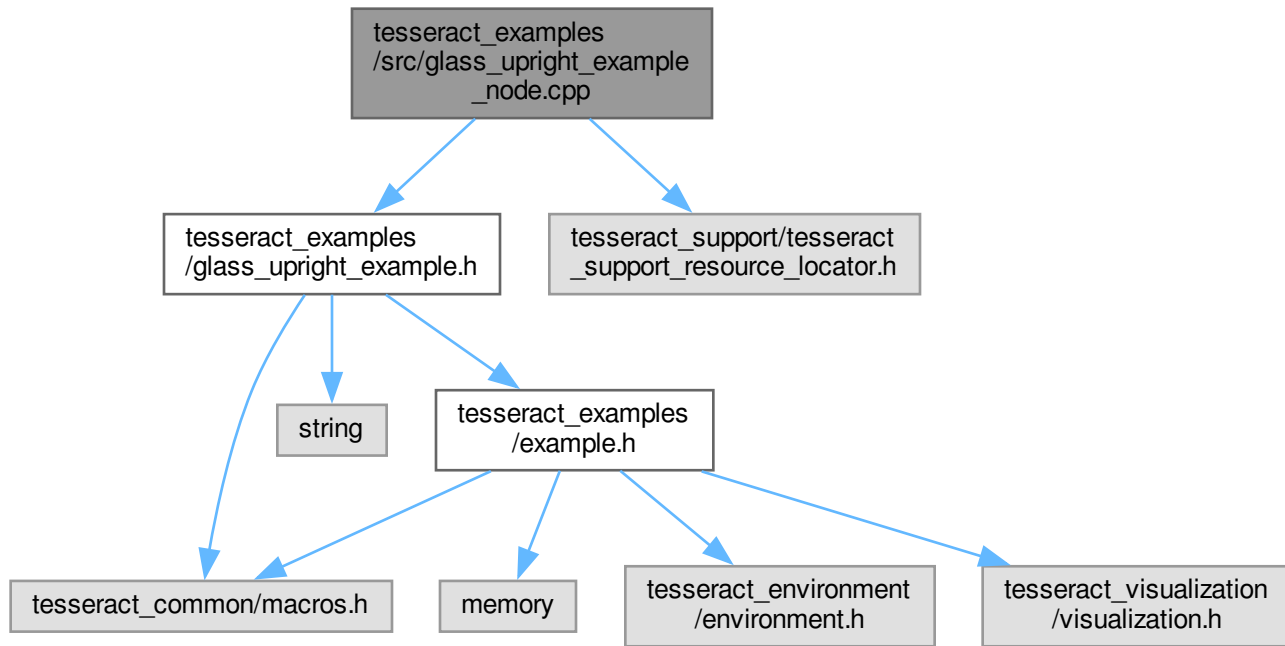 tesseract_examples
/src/glass_upright_example
_node.cpp
tesseract_examples
/glass_upright_example.h
tesseract_support/tesseract
_support_resource_locator.h
string
tesseract_examples
/example.h
tesseract_common/macros.h
memory
tesseract_environment
/environment.h
tesseract_visualization
/visualization.h